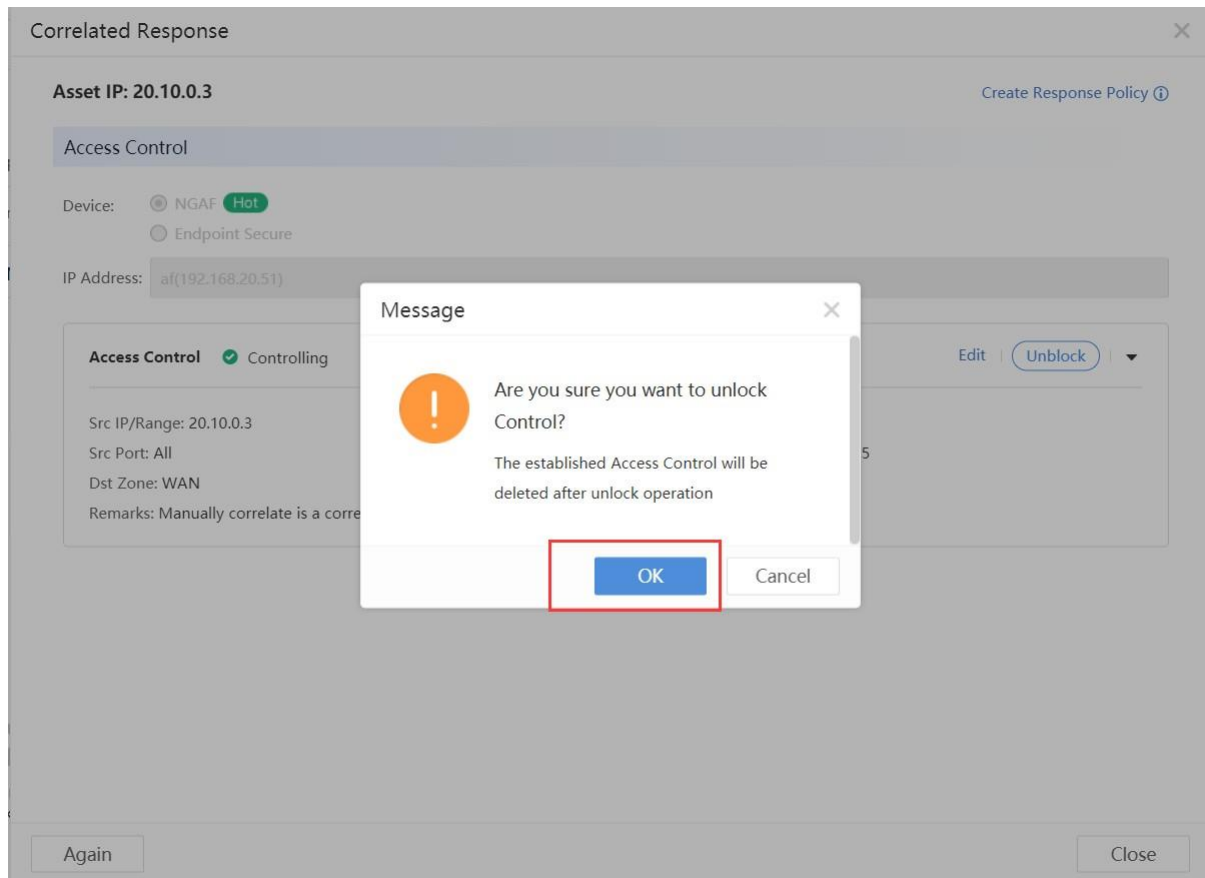 Correlated Response
Asset IP: 20.10.0.3
Create Response Policy
Access Control
Device: NGAF Hot
Endpoint Secure
IP Address: af(192.168.20.51)
Message
Access Control Controlling
Edit Unblock
Are you sure you want to unlock
Control?
Src IP/Range: 20.10.0.3
Src Port: All
5
The established Access Control will be
deleted after unlock operation
Dst Zone: WAN
Remarks: Manually correlate is a corre
OK Cancel
Again Close